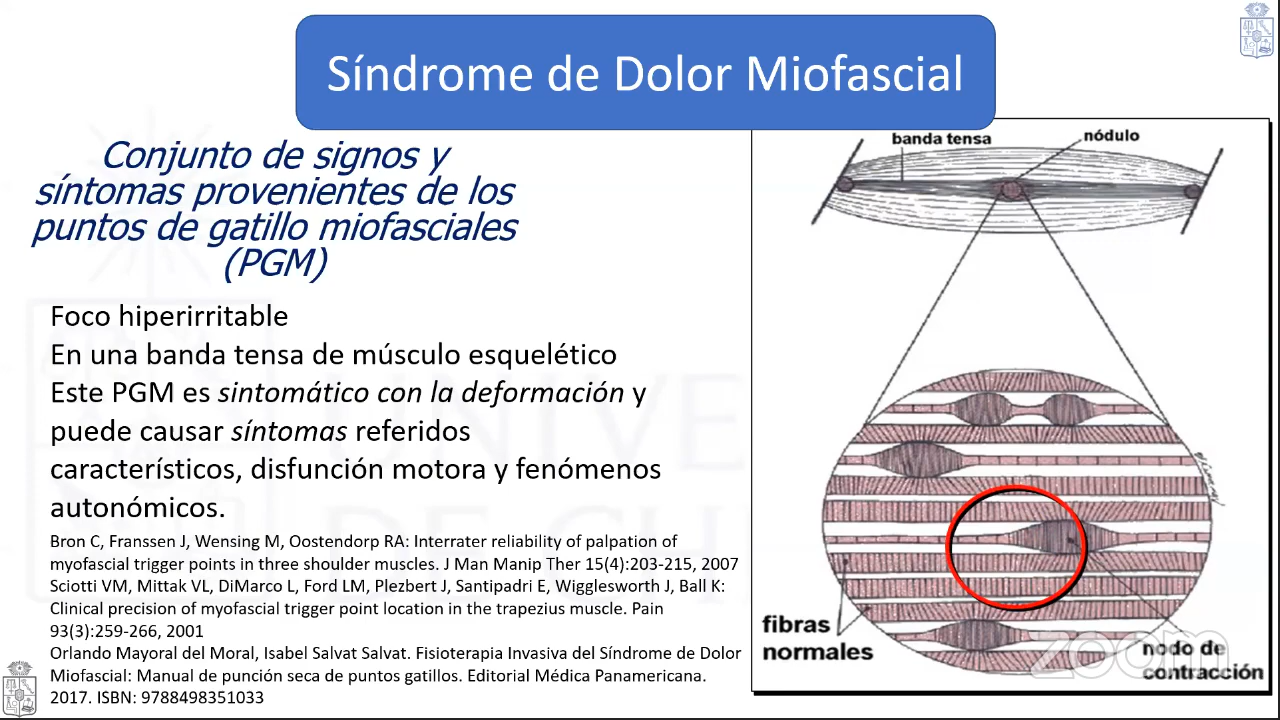 Síndrome de Dolor Miofascial
Conjunto de signos y
síntomas provenientes de los
puntos de gatillo miofasciales
(PGM)
Foco hiperirritable
En una banda tensa de músculo esquelético
Este PGM es sintomático con la deformación y
puede causar síntomas referidos
característicos, disfunción motora y fenómenos
autonómicos.
Bron C, Franssen J, Wensing M, Oostendorp RA: Interrater reliability of palpation of
myofascial trigger points in three shoulder muscles. J Man Manip Ther 15(4):203-215, 2007
Sciotti VM, Mittak VL, DiMarco L, Ford LM, Plezbert J, Santipadri E, Wigglesworth J, Ball K:
Clinical precision of myofascial trigger point location in the trapezius muscle. Pain
93(3):259-266, 2001
Orlando Mayoral del Moral, Isabel Salvat Salvat. Fisioterapia Invasiva del Síndrome de Dolor
Miofascial: Manual de punción seca de puntos gatillos. Editorial Médica Panamericana.
2017. ISBN: 9788498351033
banda tensa
nódulo
fibras
normales
nodo de
contracción
zoom
UNIVE
DE CH